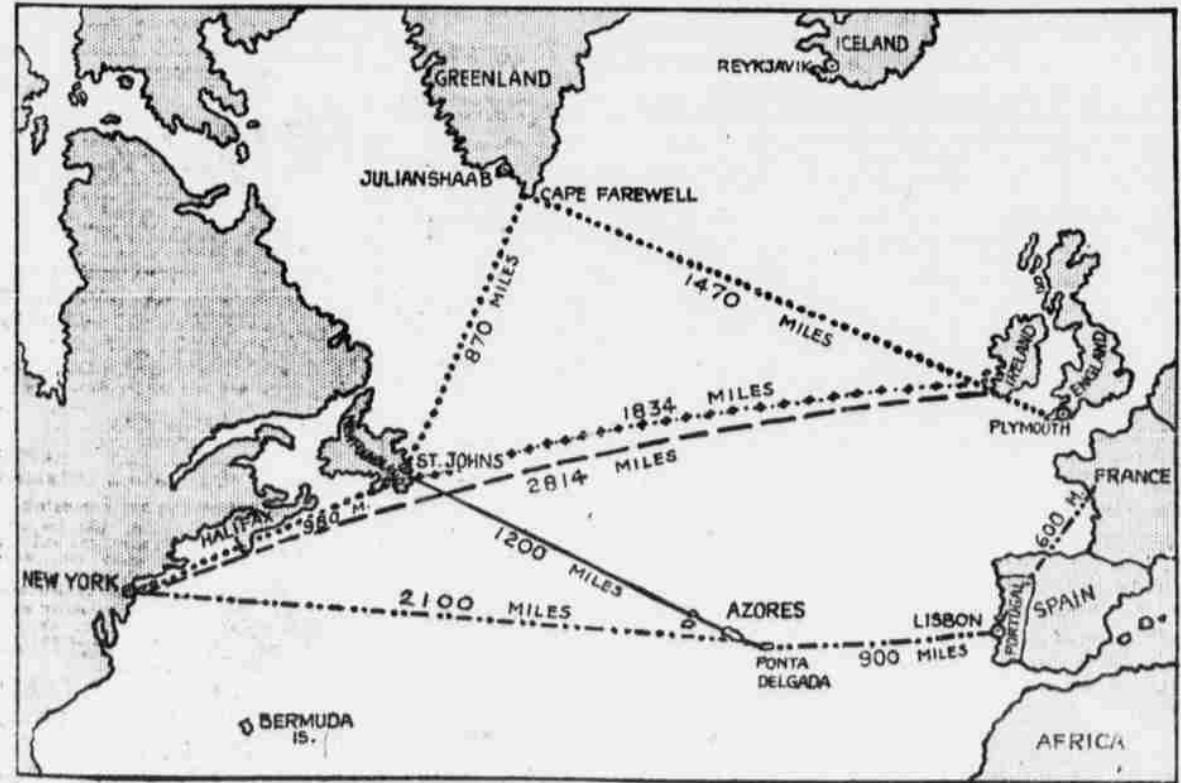 ICELAND
REYKJAVIK
GREENLAND
JULIANSHAAB
CAPE FAREWELL
1470 MILES
870 MILES
IRELAND
ENGLAND
1834 MILES
PLYMOUTH
ST. JOHNS
2814 MILES
FRANCE
HALIFAX
980 M.
600 M.
1200 MILES
NEW YORK
2100 MILES
AZORES
LISBON
PORTUGAL
SPAIN
900 MILES
PONTA
DELGADA
BERMUDA
IS.
AFRICA